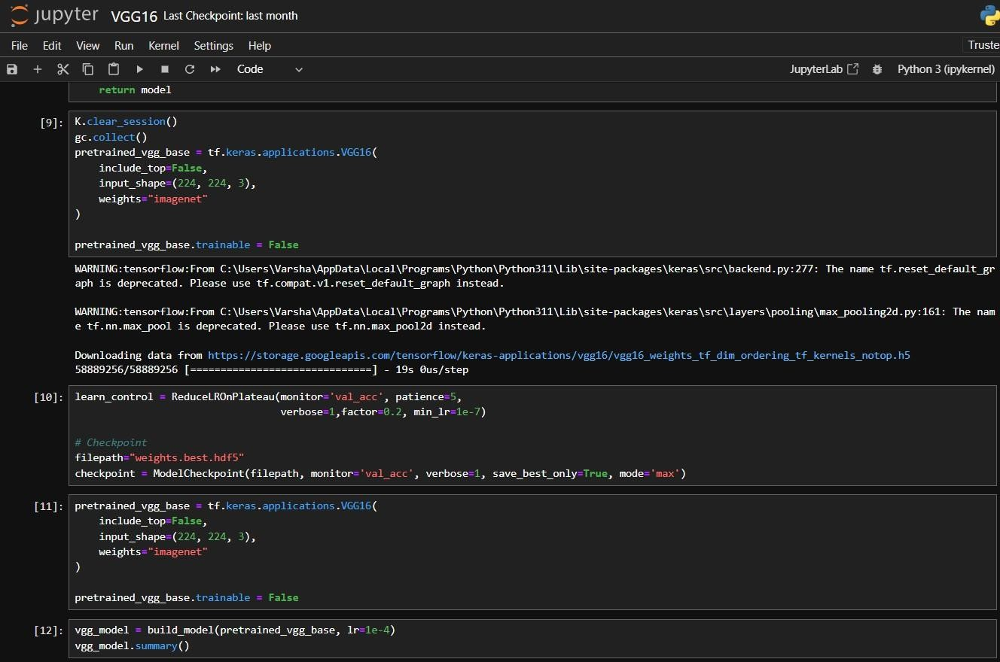 jupyter VGG16 Last Checkpoint: last month
File Edit View Run Kernel Settings Help Truste
Code JupyterLab Python 3 (ipykernel)
    return model
[9]: K.clear_session()
gc.collect()
pretrained_vgg_base = tf.keras.applications.VGG16(
    include_top=False,
    input_shape=(224, 224, 3),
    weights="imagenet"
)
pretrained_vgg_base.trainable = False
WARNING:tensorflow:From C:\Users\Varsha\AppData\Local\Programs\Python\Python311\Lib\site-packages\keras\src\backend.py:277: The name tf.reset_default_gr
aph is deprecated. Please use tf.compat.v1.reset_default_graph instead.
WARNING:tensorflow:From C:\Users\Varsha\AppData\Local\Programs\Python\Python311\Lib\site-packages\keras\src\layers\pooling\max_pooling2d.py:161: The nam
e tf.nn.max_pool is deprecated. Please use tf.nn.max_pool2d instead.
Downloading data from https://storage.googleapis.com/tensorflow/keras-applications/vgg16/vgg16_weights_tf_dim_ordering_tf_kernels_notop.h5
58889256/58889256 [==============================] - 19s 0us/step
[10]: learn_control = ReduceLROnPlateau(monitor='val_acc', patience=5,
                                  verbose=1,factor=0.2, min_lr=1e-7)
# Checkpoint
filepath="weights.best.hdf5"
checkpoint = ModelCheckpoint(filepath, monitor='val_acc', verbose=1, save_best_only=True, mode='max')
[11]: pretrained_vgg_base = tf.keras.applications.VGG16(
    include_top=False,
    input_shape=(224, 224, 3),
    weights="imagenet"
)
pretrained_vgg_base.trainable = False
[12]: vgg_model = build_model(pretrained_vgg_base, lr=1e-4)
vgg_model.summary()